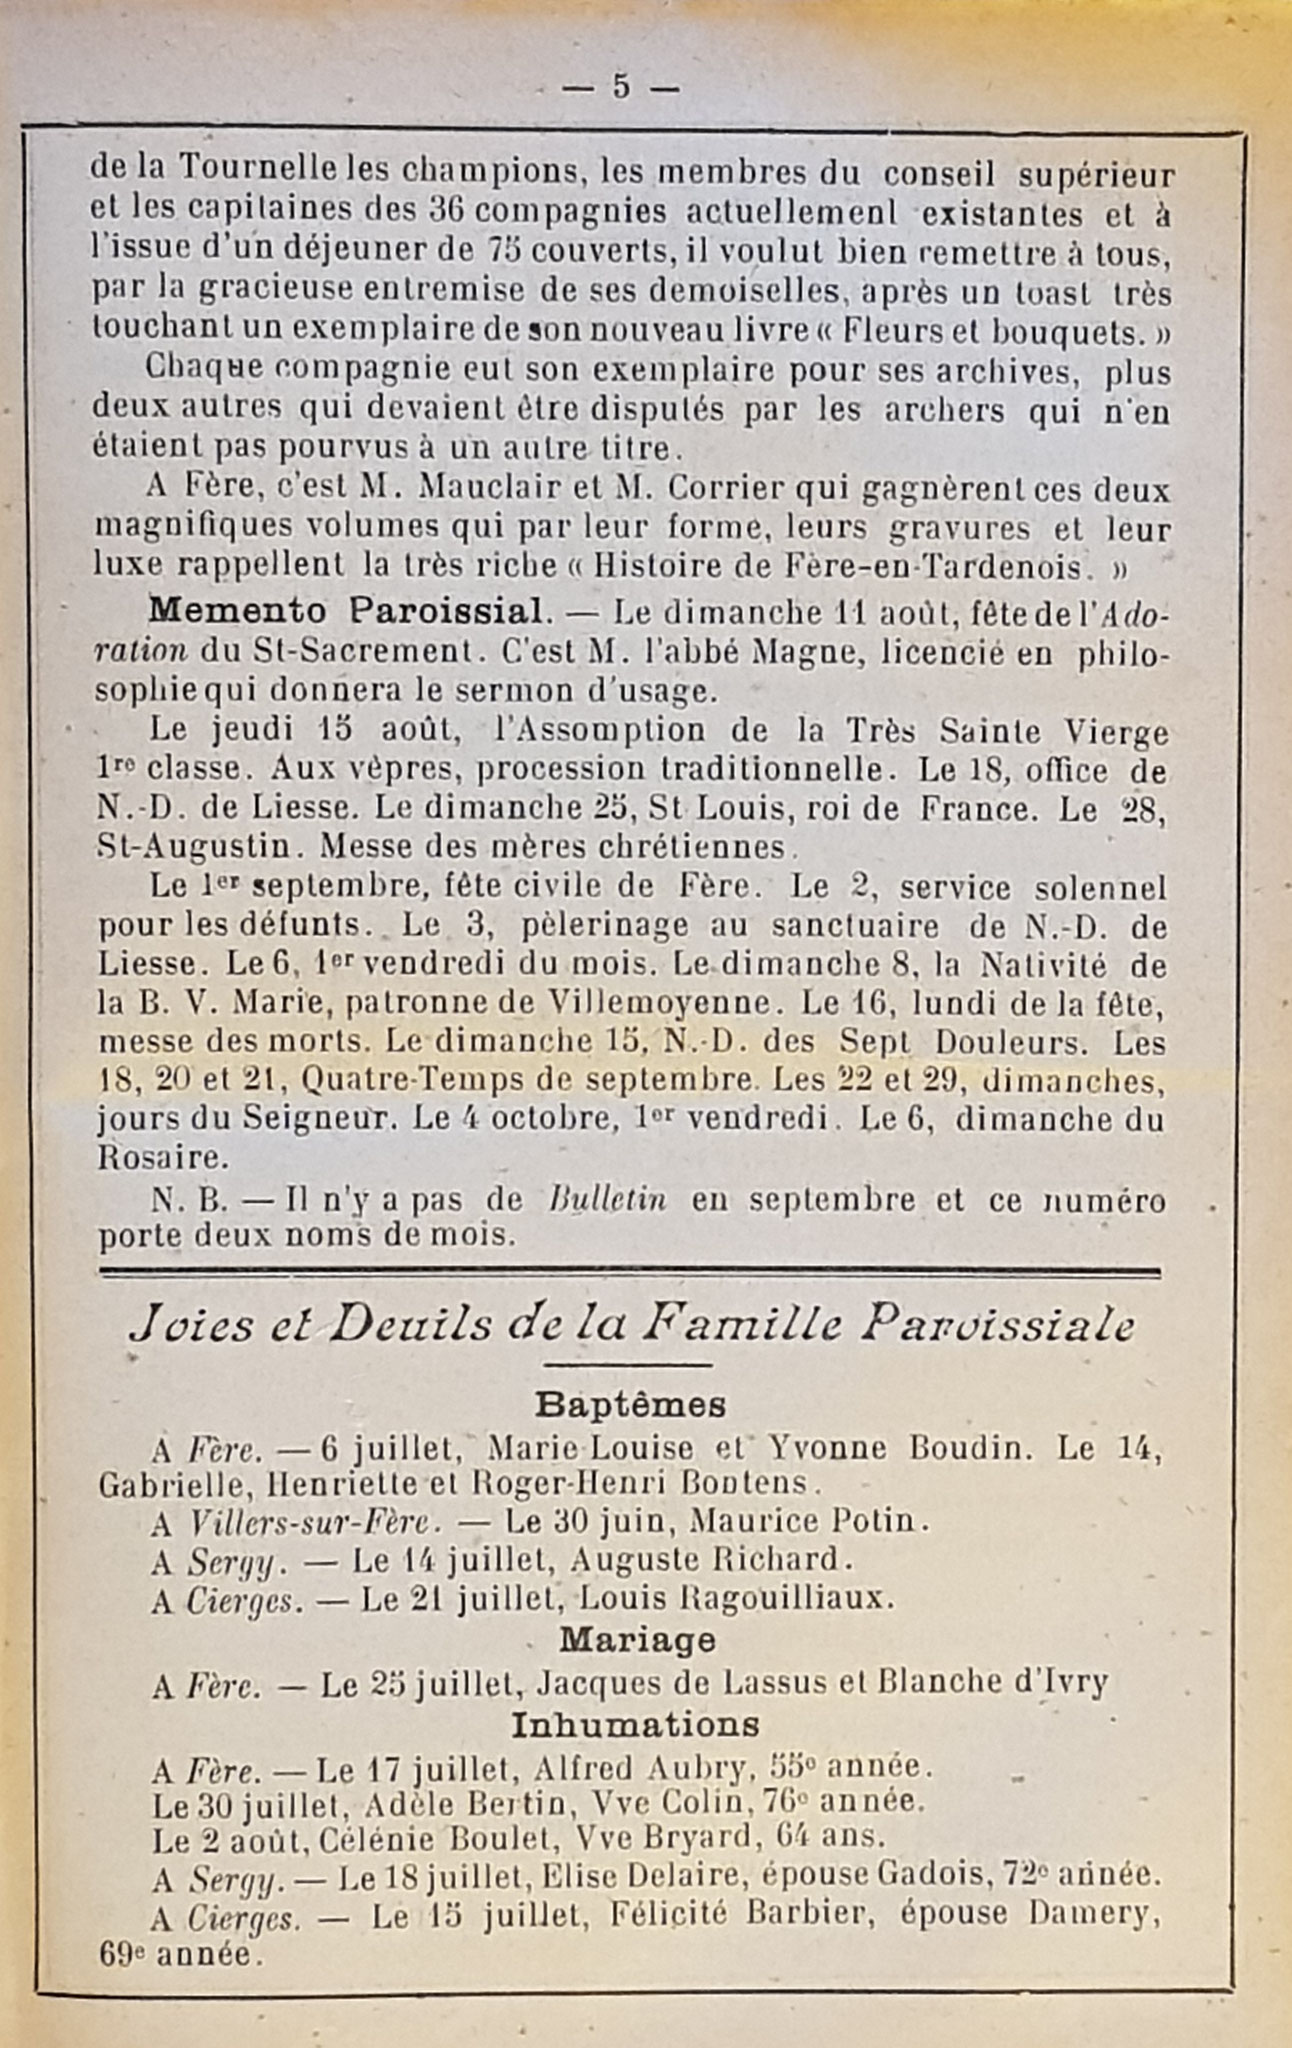 — 5 —
de la Tournelle les champions, les membres du conseil supérieur
et les capitaines des 36 compagnies actuellement existantes et à
l'issue d'un déjeuner de 75 couverts, il voulut bien remettre à tous,
par la gracieuse entremise de ses demoiselles, après un toast très
touchant un exemplaire de son nouveau livre « Fleurs et bouquets. »
Chaque compagnie eut son exemplaire pour ses archives, plus
deux autres qui devaient être disputés par les archers qui n'en
étaient pas pourvus à un autre titre.
A Fère, c'est M. Mauclair et M. Corrier qui gagnèrent ces deux
magnifiques volumes qui par leur forme, leurs gravures et leur
luxe rappellent la très riche « Histoire de Fère-en-Tardenois. »
Memento Paroissial. — Le dimanche 11 août, fête de l'Ado-
ration du St-Sacrement. C'est M. l'abbé Magne, licencié en philo-
sophie qui donnera le sermon d'usage.
Le jeudi 15 août, l'Assomption de la Très Sainte Vierge
1re classe. Aux vêpres, procession traditionnelle. Le 18, office de
N.-D. de Liesse. Le dimanche 25, St Louis, roi de France. Le 28,
St-Augustin. Messe des mères chrétiennes.
Le 1er septembre, fête civile de Fère. Le 2, service solennel
pour les défunts. Le 3, pèlerinage au sanctuaire de N.-D. de
Liesse. Le 6, 1er vendredi du mois. Le dimanche 8, la Nativité de
la B. V. Marie, patronne de Villemoyenne. Le 16, lundi de la fête,
messe des morts. Le dimanche 15, N.-D. des Sept Douleurs. Les
18, 20 et 21, Quatre-Temps de septembre. Les 22 et 29, dimanches,
jours du Seigneur. Le 4 octobre, 1er vendredi. Le 6, dimanche du
Rosaire.
N. B. — Il n'y a pas de Bulletin en septembre et ce numéro
porte deux noms de mois.
Joies et Deuils de la Famille Paroissiale
Baptêmes
A Fère. — 6 juillet, Marie Louise et Yvonne Boudin. Le 14,
Gabrielle, Henriette et Roger-Henri Bontens.
A Villers-sur-Fère. — Le 30 juin, Maurice Potin.
A Sergy. — Le 14 juillet, Auguste Richard.
A Cierges. — Le 21 juillet, Louis Ragouilliaux.
Mariage
A Fère. — Le 25 juillet, Jacques de Lassus et Blanche d'Ivry
Inhumations
A Fère. — Le 17 juillet, Alfred Aubry, 55e année.
Le 30 juillet, Adèle Bertin, Vve Colin, 76e année.
Le 2 août, Célénie Boulet, Vve Bryard, 64 ans.
A Sergy. — Le 18 juillet, Elise Delaire, épouse Gadois, 72e année.
A Cierges. — Le 15 juillet, Félicité Barbier, épouse Damery,
69e année.